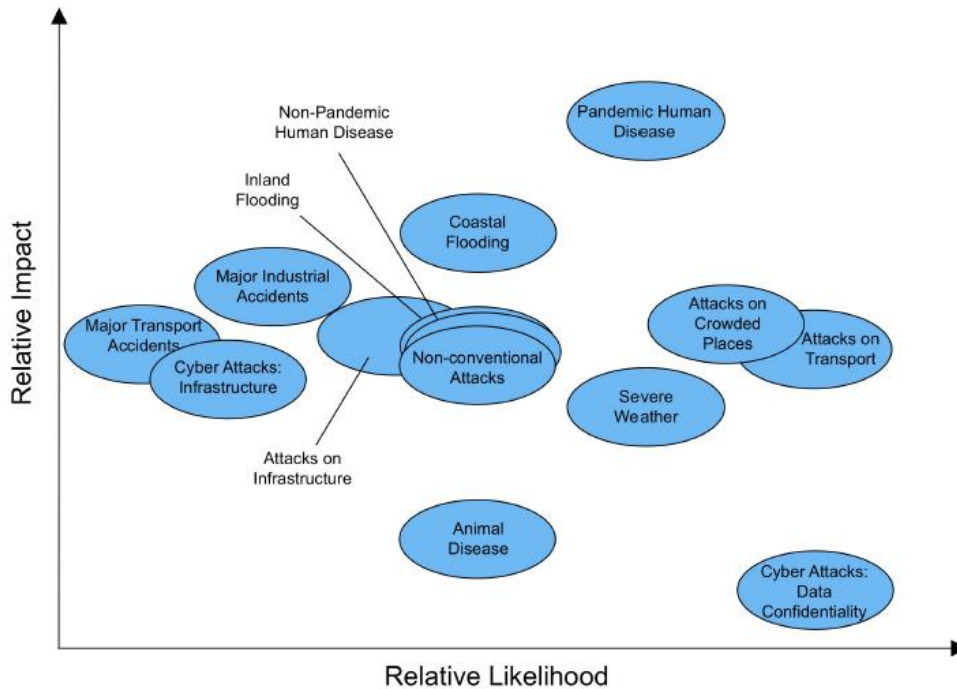 Relative Impact
Non-Pandemic
Human Disease
Pandemic Human
Disease
Inland
Flooding
Coastal
Flooding
Major Industrial
Accidents
Major Transport
Accidents
Cyber Attacks:
Infrastructure
Non-conventional
Attacks
Attacks on
Crowded
Places
Attacks on
Transport
Severe
Weather
Attacks on
Infrastructure
Animal
Disease
Cyber Attacks:
Data
Confidentiality
Relative Likelihood